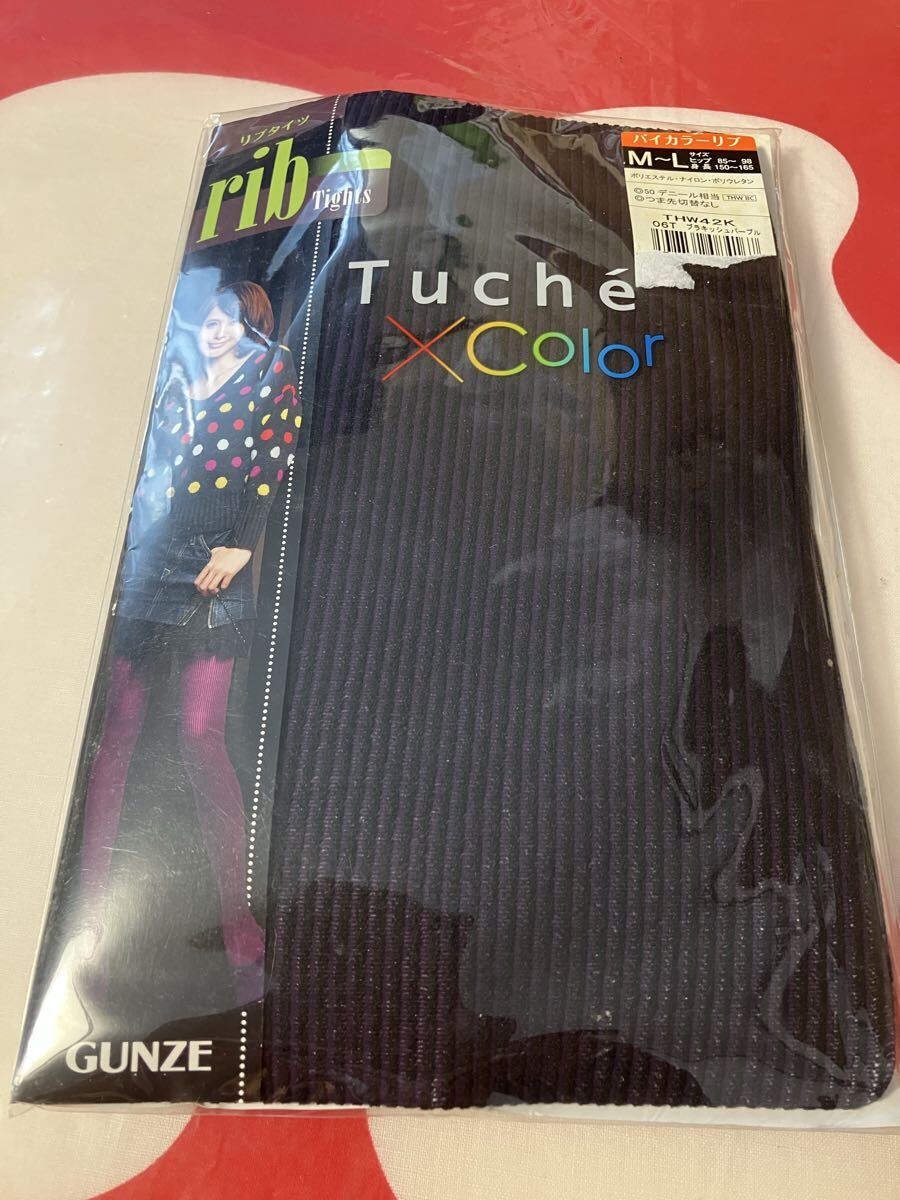 リブタイツ
rib
Tights
バイカラーリブ
M〜L サイズ
ヒップ 85〜 98
身長 150〜165
ポリエステル・ナイロン・ポリウレタン
◎50 デニール相当 THW BC
◎つま先切替なし
THW42K
06T ブラキッシュパープル
Tuché
×Color
GUNZE